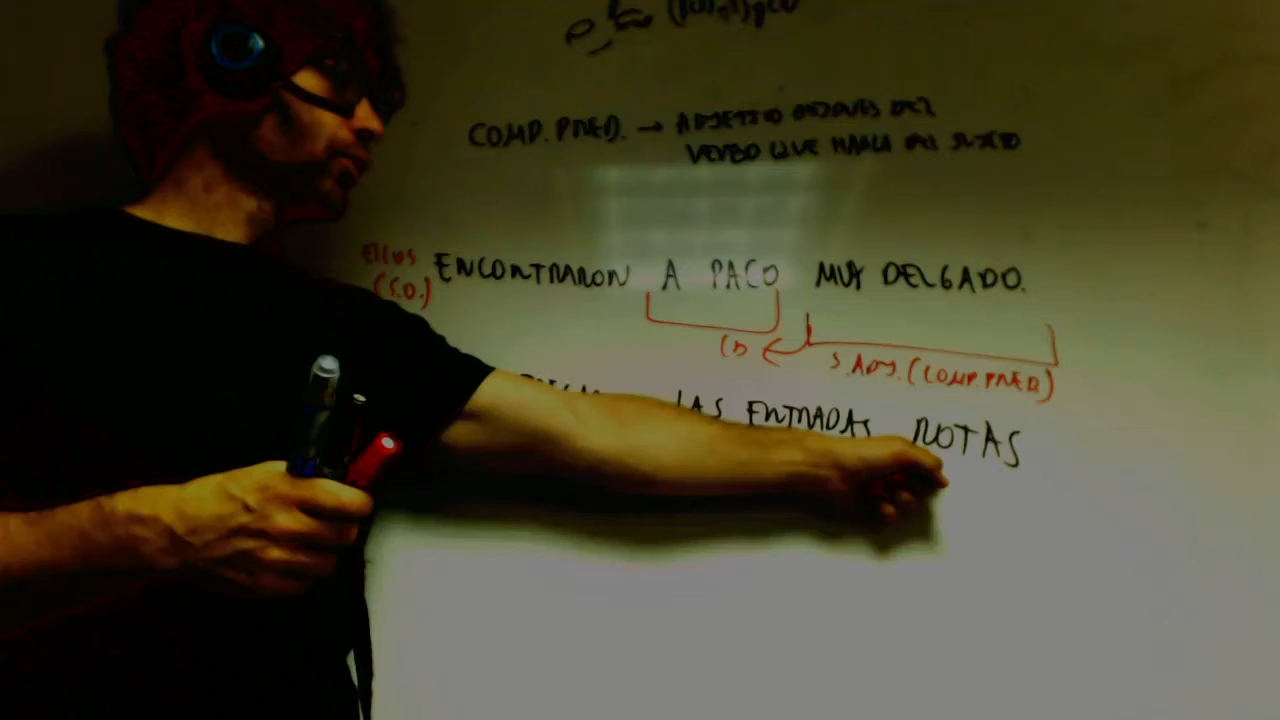 COMP. PRED. → ADJETIVO DESPUES DEL
VERBO QUE HABLA DEL SUJETO
ELLOS
(S.O.)
ENCONTRARON A PACO MUY DELGADO.
CD
S.ADJ. (COMP.PRED)
LAS ENTRADAS ROTAS